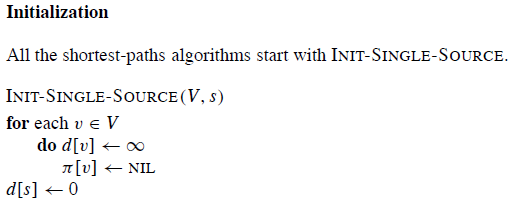 Initialization
All the shortest-paths algorithms start with INIT-SINGLE-SOURCE.
INIT-SINGLE-SOURCE(V, s)
for each v ∈ V
do d[v] ← ∞
π[v] ← NIL
d[s] ← 0